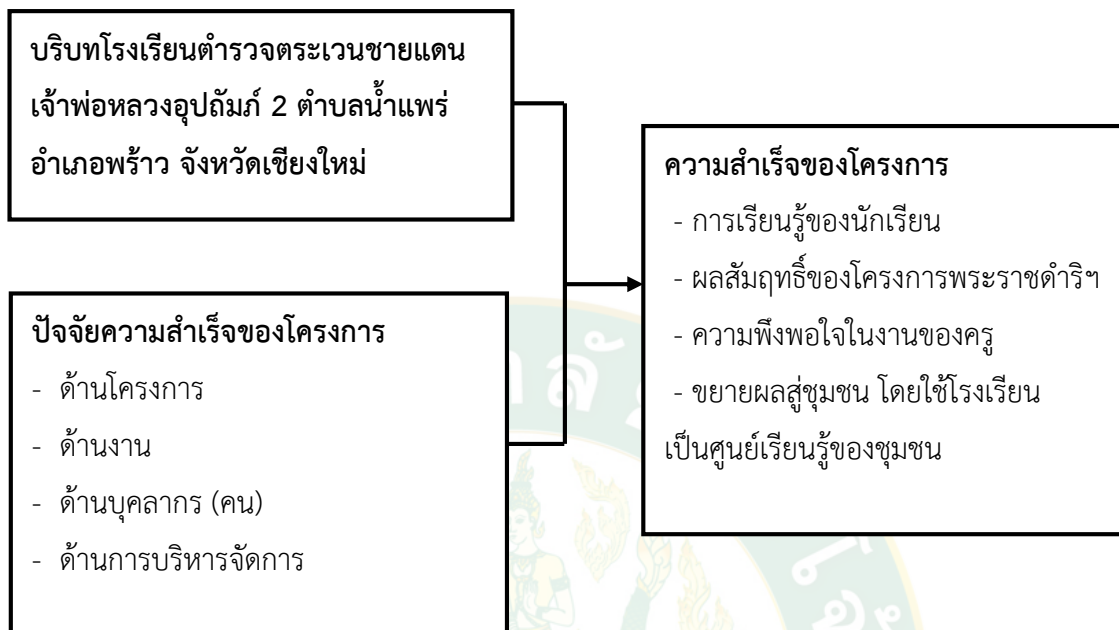 บริบทโรงเรียนตำรวจตระเวนชายแดน
เจ้าพ่อหลวงอุปถัมภ์ 2 ตำบลน้ำแพร่
อำเภอพร้าว จังหวัดเชียงใหม่
ปัจจัยความสำเร็จของโครงการ
- ด้านโครงการ
- ด้านงาน
- ด้านบุคลากร (คน)
- ด้านการบริหารจัดการ
ความสำเร็จของโครงการ
- การเรียนรู้ของนักเรียน
- ผลสัมฤทธิ์ของโครงการพระราชดำริฯ
- ความพึงพอใจในงานของครู
- ขยายผลสู่ชุมชน โดยใช้โรงเรียน
เป็นศูนย์เรียนรู้ของชุมชน